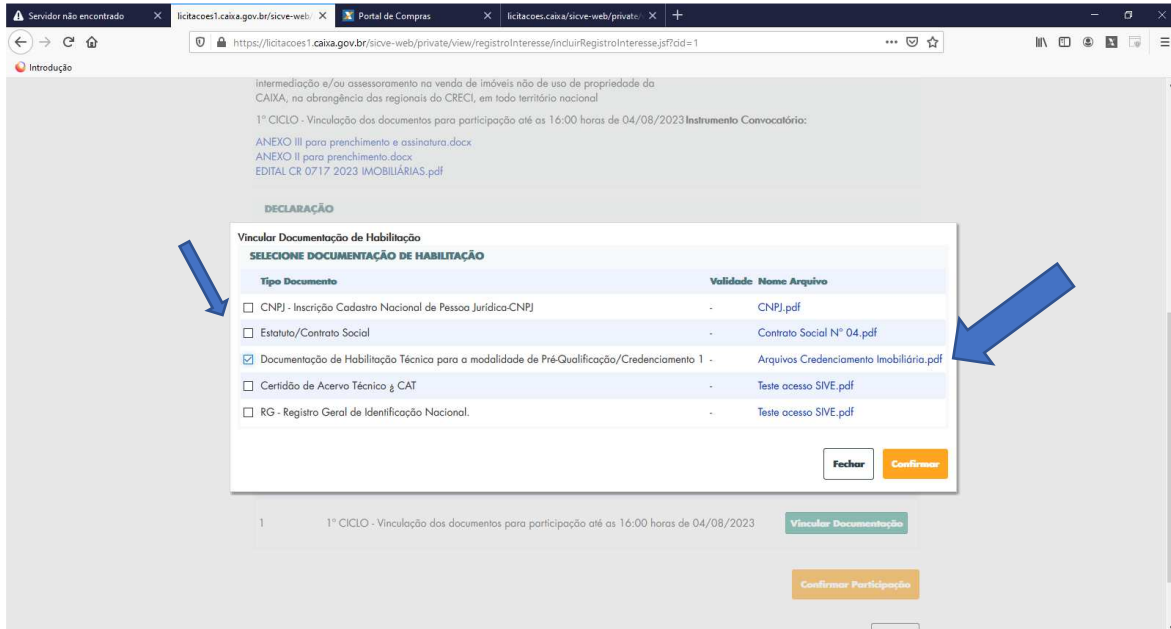 Servidor não encontrado
licitacoes1.caixa.gov.br/sicve-web/
Portal de Compras
licitacoes.caixa/sicve-web/private/
https://licitacoes1.caixa.gov.br/sicve-web/private/view/registroInteresse/incluirRegistroInteresse.jsf?cid=1
Introdução
intermediação e/ou assessoramento na venda de imóveis não de uso de propriedade da
CAIXA, na abrangência das regionais do CRECI, em todo território nacional
1º CICLO - Vinculação dos documentos para participação até as 16:00 horas de 04/08/2023 Instrumento Convocatório:
ANEXO III para prenchimento e assinatura.docx
ANEXO II para prenchimento.docx
EDITAL CR 0717 2023 IMOBILIÁRIAS.pdf
DECLARAÇÃO
Vincular Documentação de Habilitação
SELECIONE DOCUMENTAÇÃO DE HABILITAÇÃO
Tipo Documento Validade Nome Arquivo
CNPJ - Inscrição Cadastro Nacional de Pessoa Jurídica-CNPJ - CNPJ.pdf
Estatuto/Contrato Social - Contrato Social N° 04.pdf
Documentação de Habilitação Técnica para a modalidade de Pré-Qualificação/Credenciamento 1 - Arquivos Credenciamento Imobiliária.pdf
Certidão de Acervo Técnico ¿ CAT - Teste acesso SIVE.pdf
RG - Registro Geral de Identificação Nacional. - Teste acesso SIVE.pdf
Fechar Confirmar
1 1º CICLO - Vinculação dos documentos para participação até as 16:00 horas de 04/08/2023 Vincular Documentação
Confirmar Participação